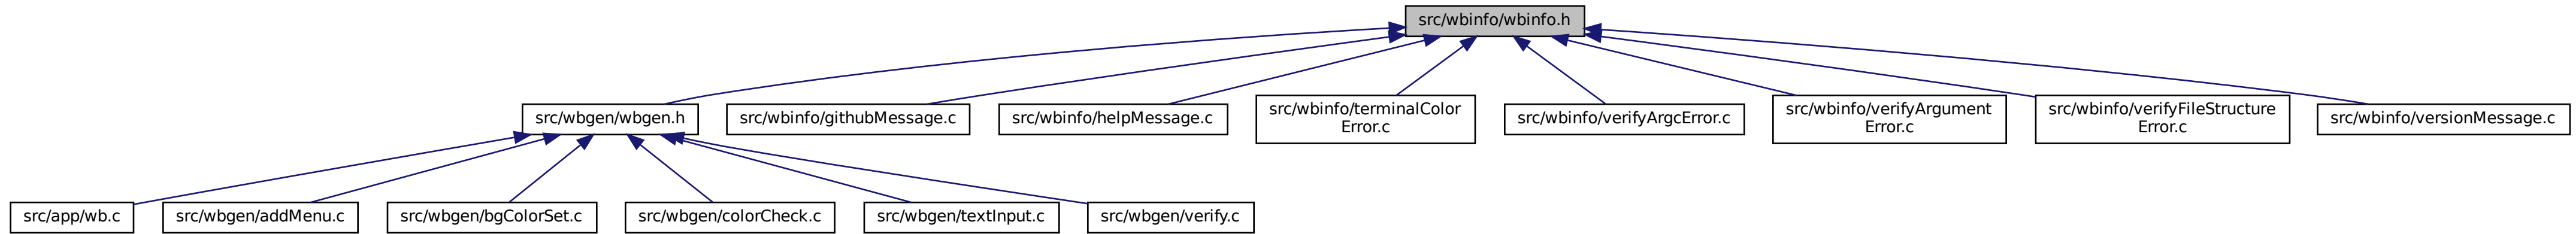 src/wbinfo/wbinfo.h
src/wbgen/wbgen.h
src/wbinfo/githubMessage.c
src/wbinfo/helpMessage.c
src/wbinfo/terminalColor
Error.c
src/wbinfo/verifyArgcError.c
src/wbinfo/verifyArgument
Error.c
src/wbinfo/verifyFileStructure
Error.c
src/wbinfo/versionMessage.c
src/app/wb.c
src/wbgen/addMenu.c
src/wbgen/bgColorSet.c
src/wbgen/colorCheck.c
src/wbgen/textInput.c
src/wbgen/verify.c